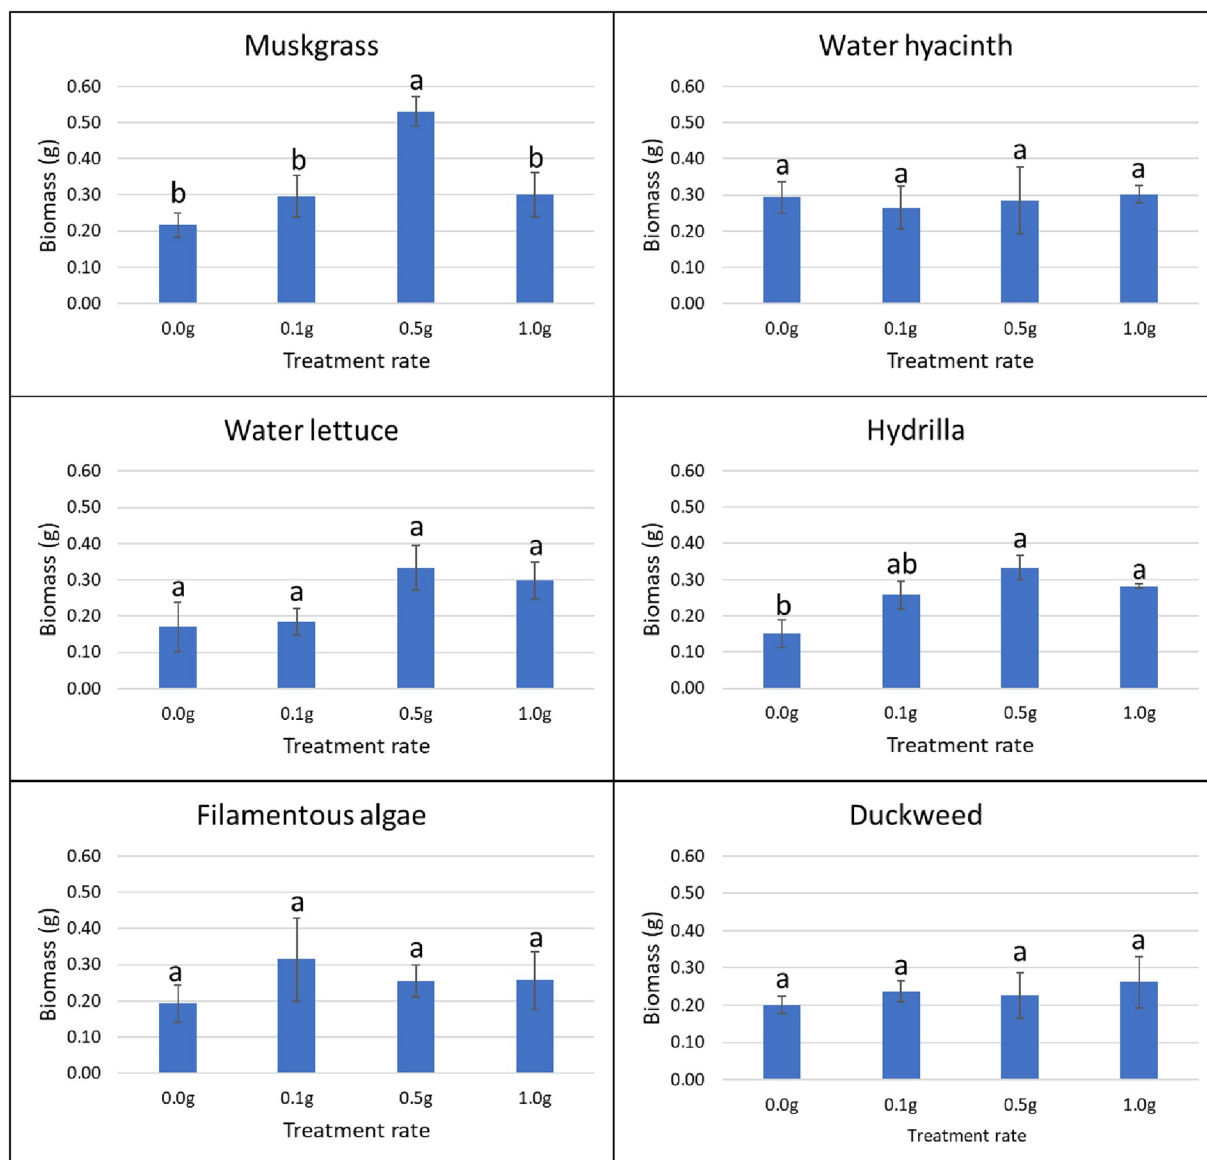 Muskgrass
Biomass (g)
0.60
0.50
0.40
0.30
0.20
0.10
0.00
b
b
a
b
0.0g 0.1g 0.5g 1.0g
Treatment rate
Water hyacinth
Biomass (g)
0.60
0.50
0.40
0.30
0.20
0.10
0.00
a
a
a
a
0.0g 0.1g 0.5g 1.0g
Treatment rate
Water lettuce
Biomass (g)
0.60
0.50
0.40
0.30
0.20
0.10
0.00
a
a
a
a
0.0g 0.1g 0.5g 1.0g
Treatment rate
Hydrilla
Biomass (g)
0.60
0.50
0.40
0.30
0.20
0.10
0.00
b
ab
a
a
0.0g 0.1g 0.5g 1.0g
Treatment rate
Filamentous algae
Biomass (g)
0.60
0.50
0.40
0.30
0.20
0.10
0.00
a
a
a
a
0.0g 0.1g 0.5g 1.0g
Treatment rate
Duckweed
Biomass (g)
0.60
0.50
0.40
0.30
0.20
0.10
0.00
a
a
a
a
0.0g 0.1g 0.5g 1.0g
Treatment rate